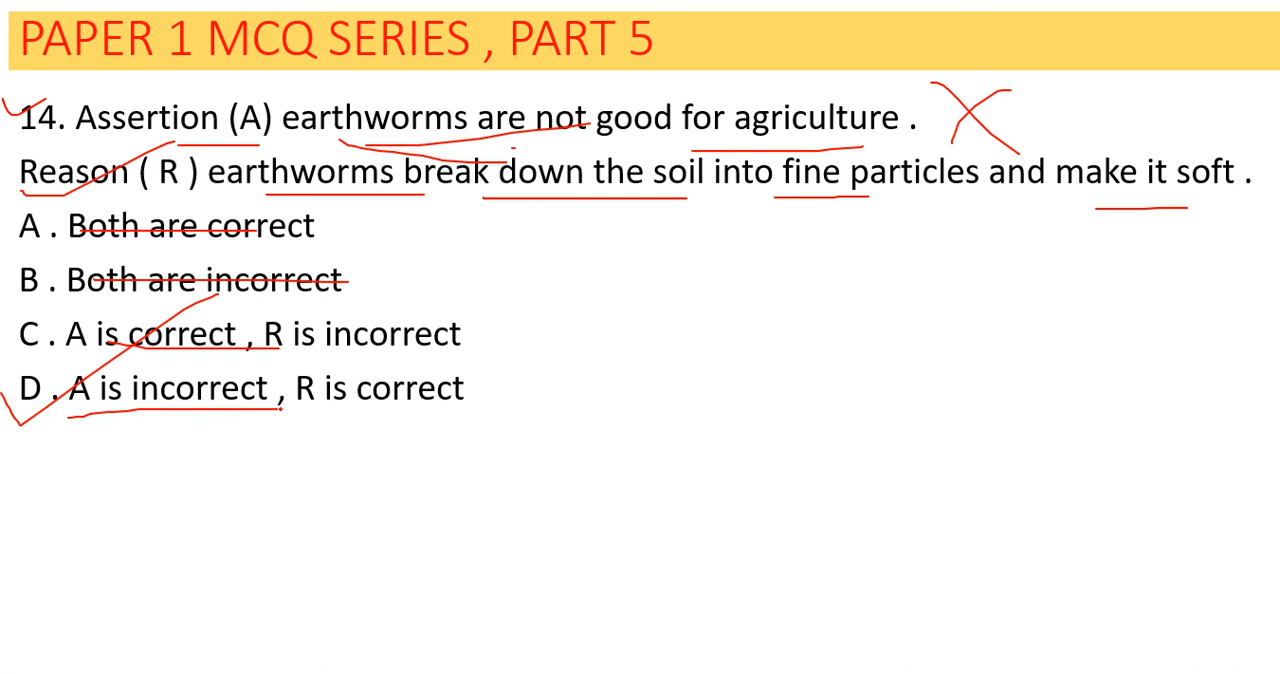 PAPER 1 MCQ SERIES , PART 5
14. Assertion (A) earthworms are not good for agriculture .
Reason ( R ) earthworms break down the soil into fine particles and make it soft .
A . Both are correct
B . Both are incorrect
C . A is correct , R is incorrect
D . A is incorrect , R is correct